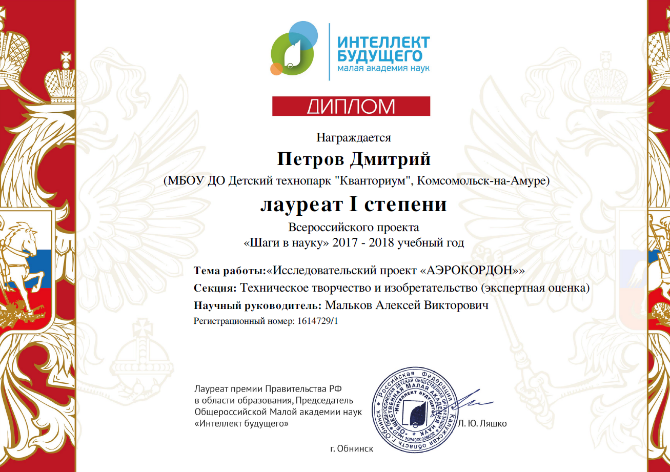 ИНТЕЛЛЕКТ
БУДУЩЕГО
малая академия наук
ДИПЛОМ
Награждается
Петров Дмитрий
(МБОУ ДО Детский технопарк "Кванториум", Комсомольск-на-Амуре)
лауреат I степени
Всероссийского проекта
«Шаги в науку» 2017 - 2018 учебный год
Тема работы:«Исследовательский проект «АЭРОКОРДОН»»
Секция: Техническое творчество и изобретательство (экспертная оценка)
Научный руководитель: Мальков Алексей Викторович
Регистрационный номер: 1614729/1
Лауреат премии Правительства РФ
в области образования, Председатель
Общероссийской Малой академии наук
«Интеллект будущего»
Л. Ю. Ляшко
г. Обнинск